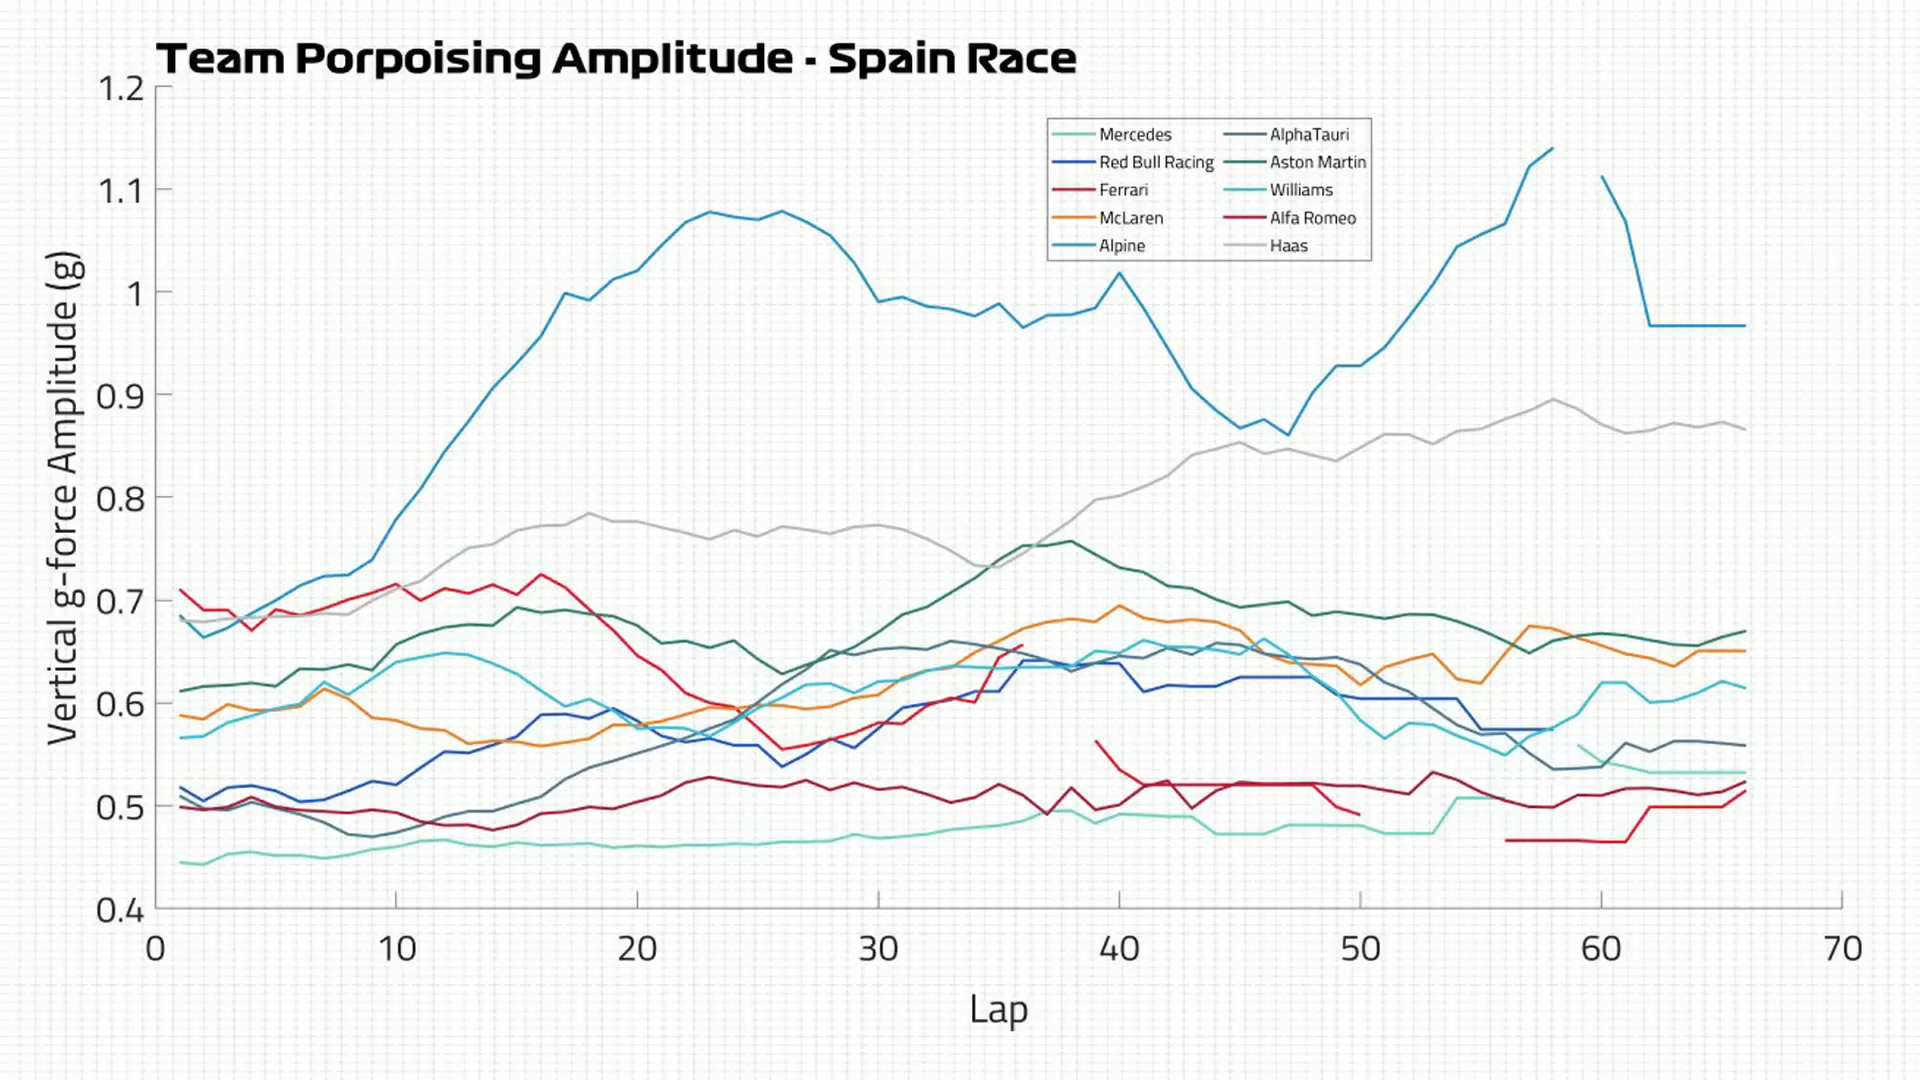 Team Porpoising Amplitude - Spain Race
Vertical g-force Amplitude (g)
1.2
1.1
1
0.9
0.8
0.7
0.6
0.5
0.4
Mercedes
Red Bull Racing
Ferrari
McLaren
Alpine
AlphaTauri
Aston Martin
Williams
Alfa Romeo
Haas
0 10 20 30 40 50 60 70
Lap